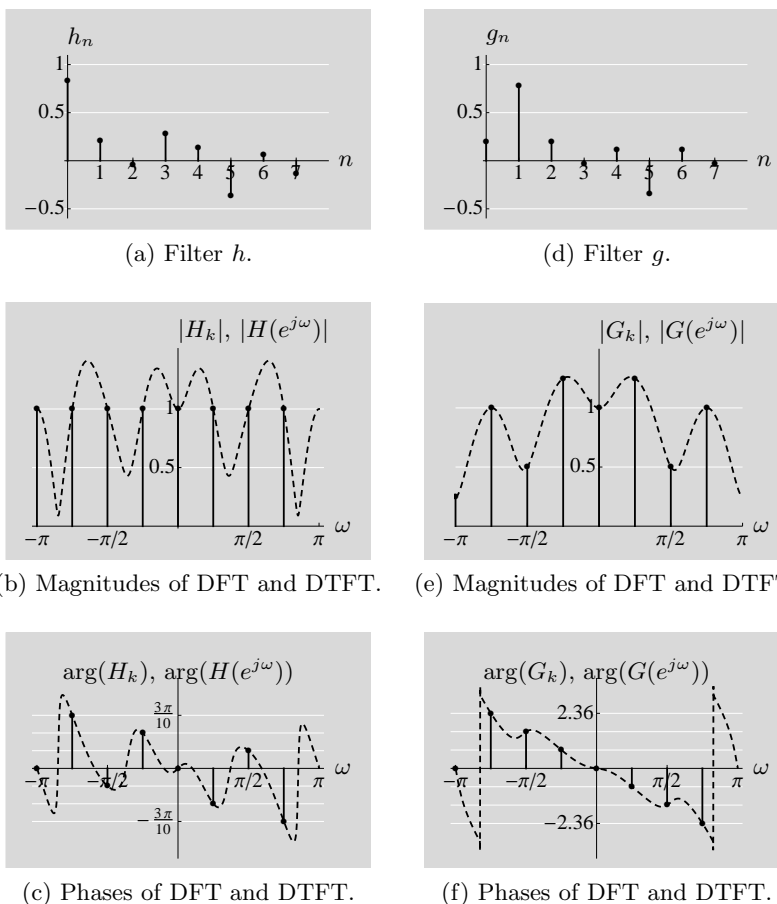 h_n
1
0.5
−0.5
1 2 3 4 5 6 7 n
(a) Filter h.
g_n
1
0.5
−0.5
1 2 3 4 5 6 7 n
(d) Filter g.
|H_k|, |H(e^{jω})|
1
0.5
−π −π/2 π/2 π ω
(b) Magnitudes of DFT and DTFT.
|G_k|, |G(e^{jω})|
1
0.5
−π −π/2 π/2 π ω
(e) Magnitudes of DFT and DTFT
arg(H_k), arg(H(e^{jω}))
3π/10
−π −π/2 π/2 π ω
−3π/10
(c) Phases of DFT and DTFT.
arg(G_k), arg(G(e^{jω}))
2.36
−π −π/2 π/2 π ω
−2.36
(f) Phases of DFT and DTFT.